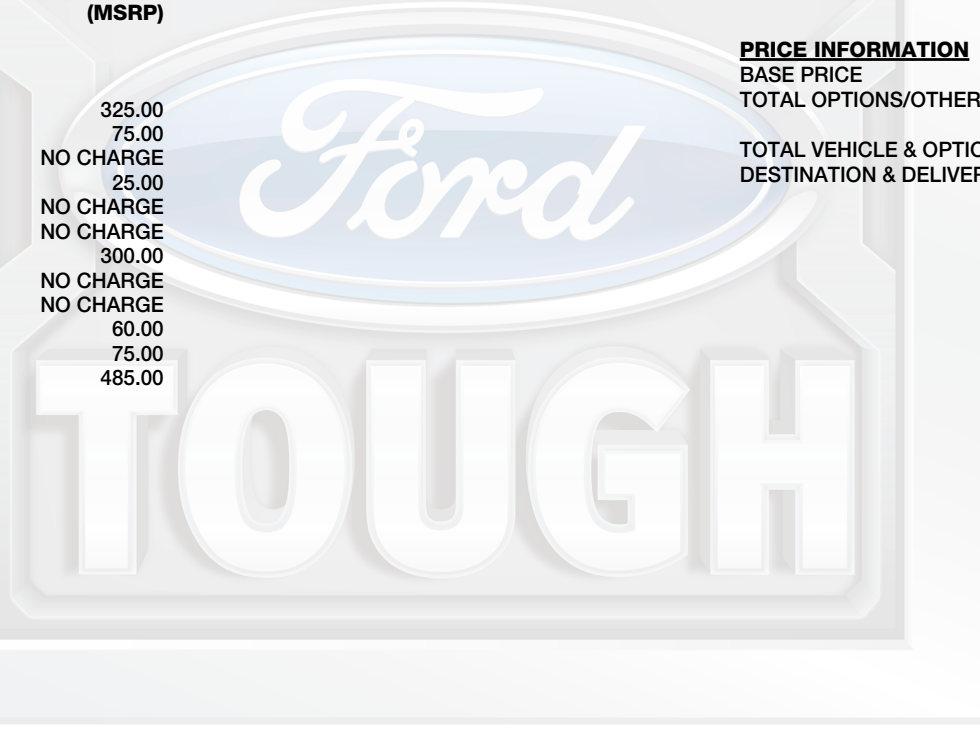 (MSRP)
325.00
75.00
NO CHARGE
25.00
NO CHARGE
NO CHARGE
300.00
NO CHARGE
NO CHARGE
60.00
75.00
485.00
PRICE INFORMATION
BASE PRICE
TOTAL OPTIONS/OTHER
TOTAL VEHICLE & OPTIO
DESTINATION & DELIVER
Ford
TOUGH